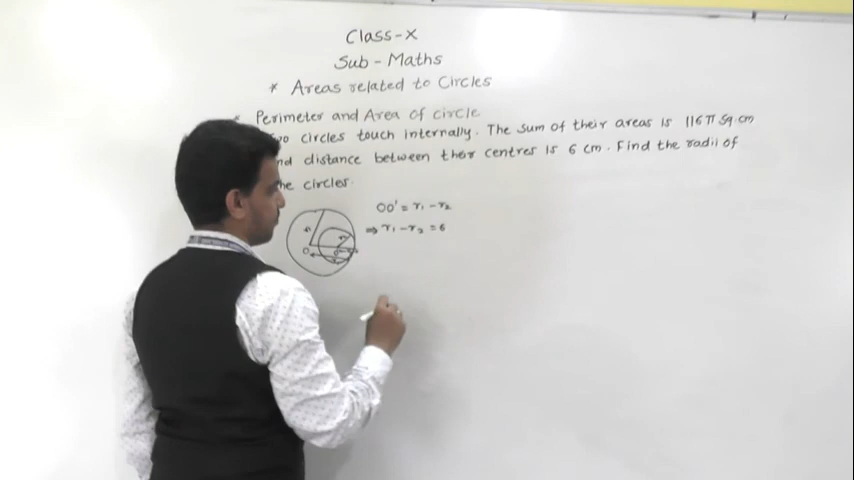 Class-X
Sub - Maths
* Areas related to Circles
* Perimeter and Area of circle
circles touch internally. The sum of their areas is 116π sq.cm
distance between their centres is 6 cm. Find the radii of
circles.
OO' = r₁ - r₂
⇒ r₁ - r₂ = 6